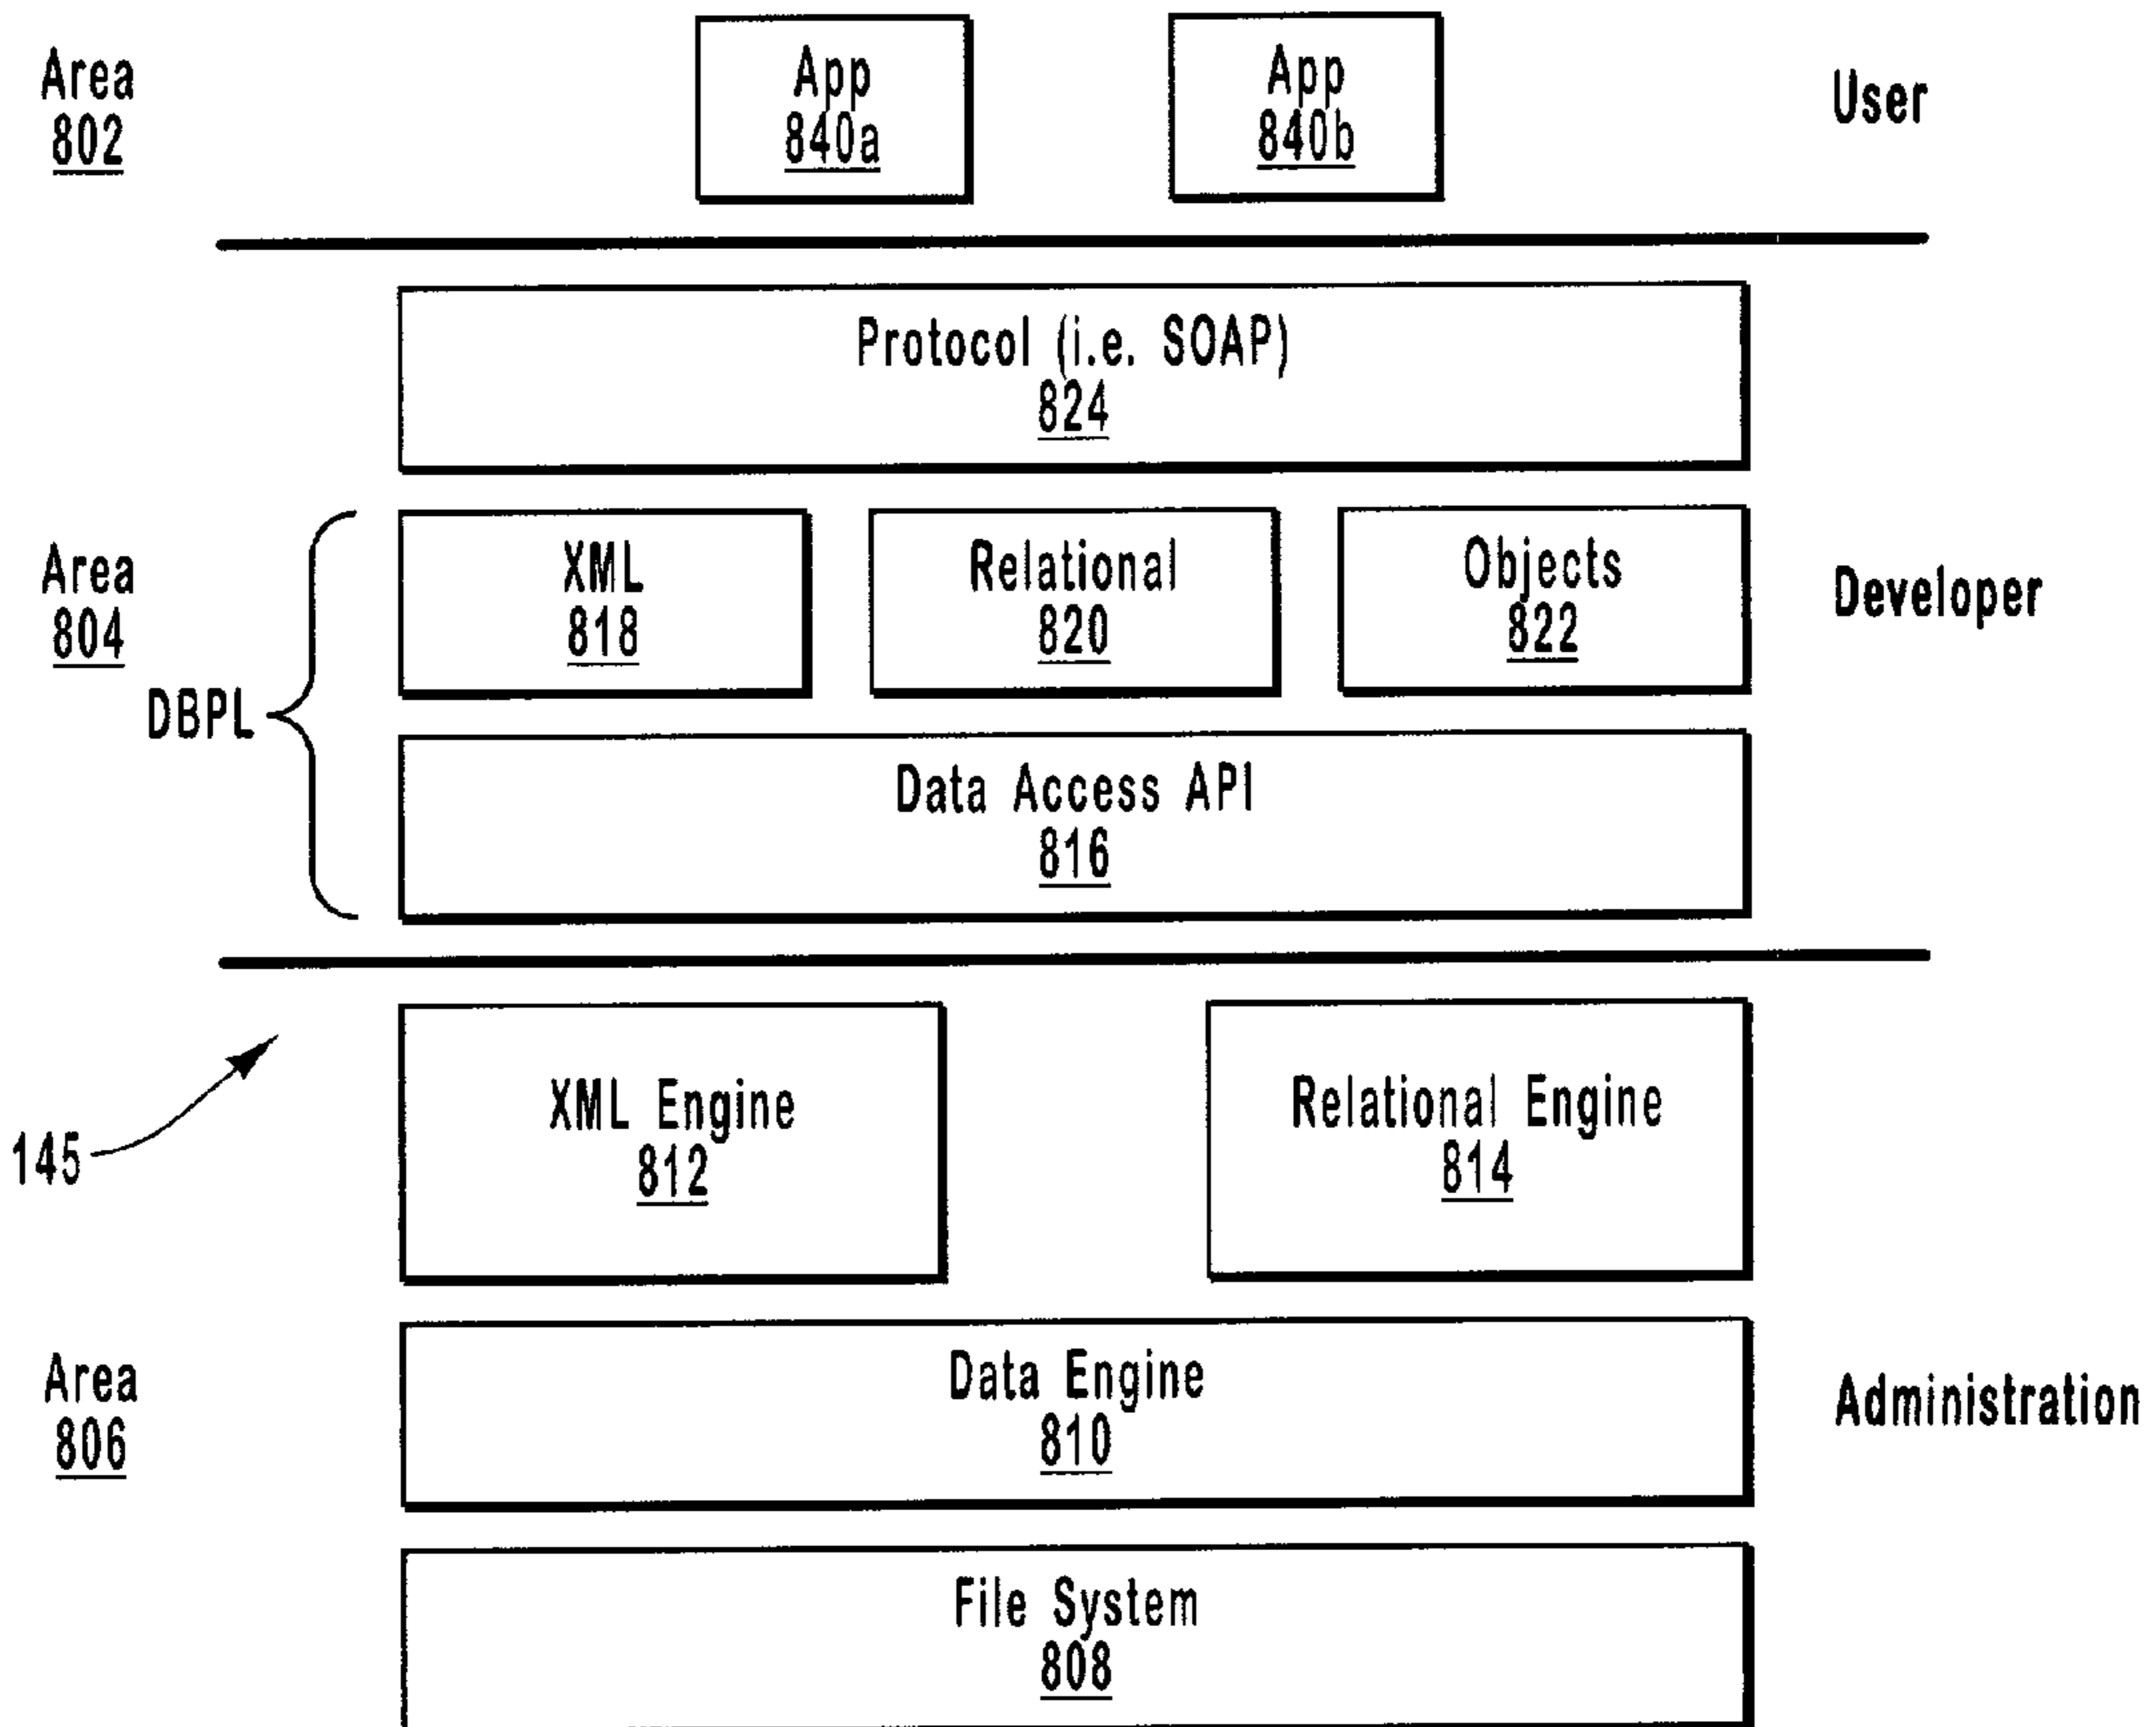 Area
802
App
840a
App
840b
User
Protocol (i.e. SOAP)
824
Area
804
DBPL
XML
818
Relational
820
Objects
822
Developer
Data Access API
816
145
XML Engine
812
Relational Engine
814
Area
806
Data Engine
810
Administration
File System
808